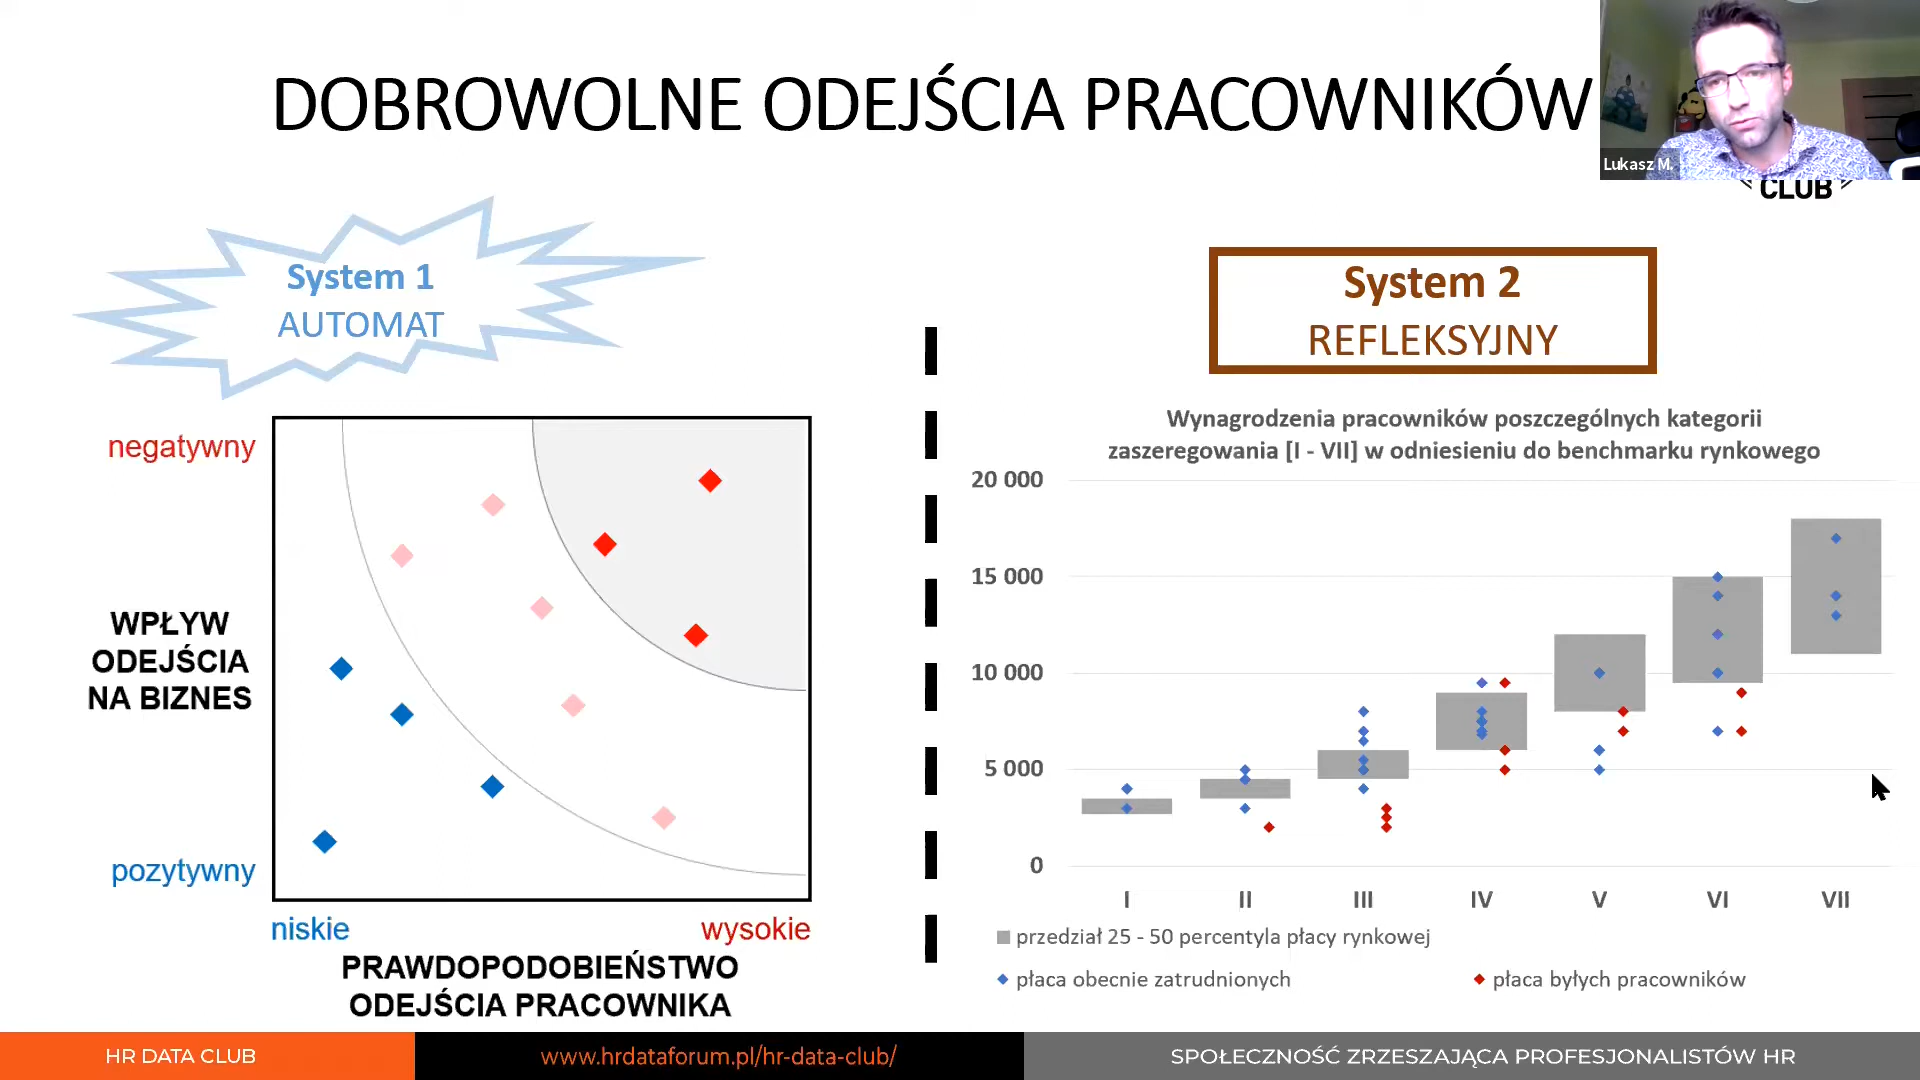 DOBROWOLNE ODEJŚCIA PRACOWNIKÓW
Lukasz M.
CLUB
System 1
AUTOMAT
negatywny
WPŁYW
ODEJŚCIA
NA BIZNES
pozytywny
niskie
wysokie
PRAWDOPODOBIEŃSTWO
ODEJŚCIA PRACOWNIKA
System 2
REFLEKSYJNY
Wynagrodzenia pracowników poszczególnych kategorii
zaszeregowania [I - VII] w odniesieniu do benchmarku rynkowego
20 000
15 000
10 000
5 000
0
I II III IV V VI VII
przedział 25 - 50 percentyla płacy rynkowej
płaca obecnie zatrudnionych
płaca byłych pracowników
HR DATA CLUB
www.hrdataforum.pl/hr-data-club/
SPOŁECZNOŚĆ ZRZESZAJĄCA PROFESJONALISTÓW HR